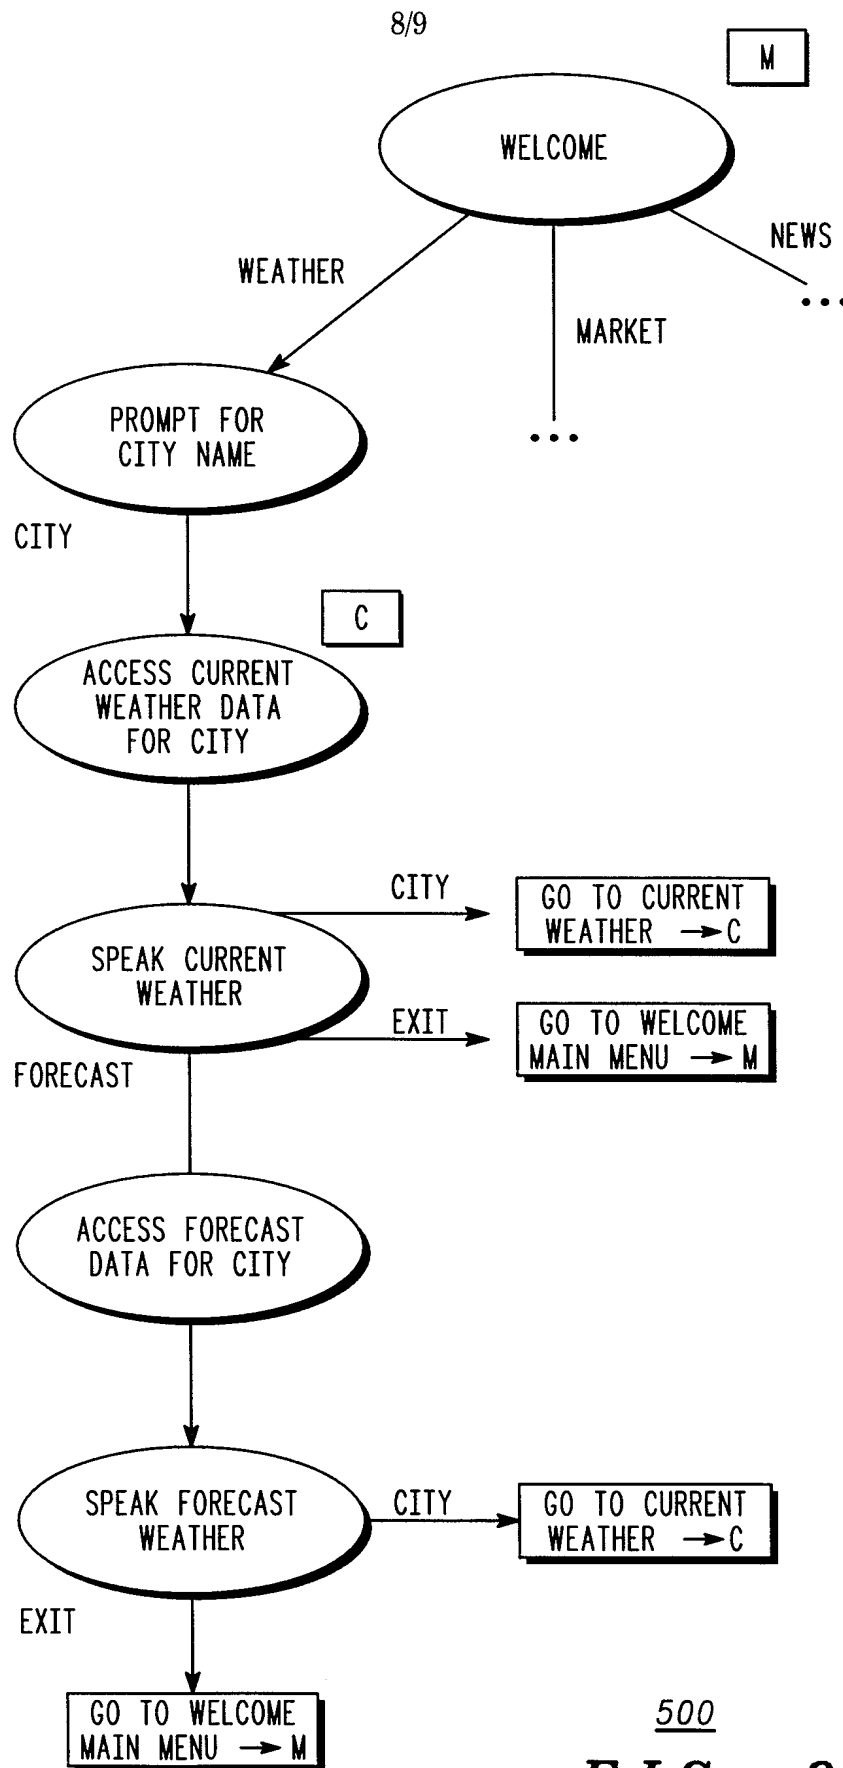 8/9
M
WELCOME
NEWS
...
WEATHER
MARKET
...
PROMPT FOR
CITY NAME
CITY
C
ACCESS CURRENT
WEATHER DATA
FOR CITY
CITY
GO TO CURRENT
WEATHER → C
SPEAK CURRENT
WEATHER
EXIT
GO TO WELCOME
MAIN MENU → M
FORECAST
ACCESS FORECAST
DATA FOR CITY
SPEAK FORECAST
WEATHER
CITY
GO TO CURRENT
WEATHER → C
EXIT
GO TO WELCOME
MAIN MENU → M
500